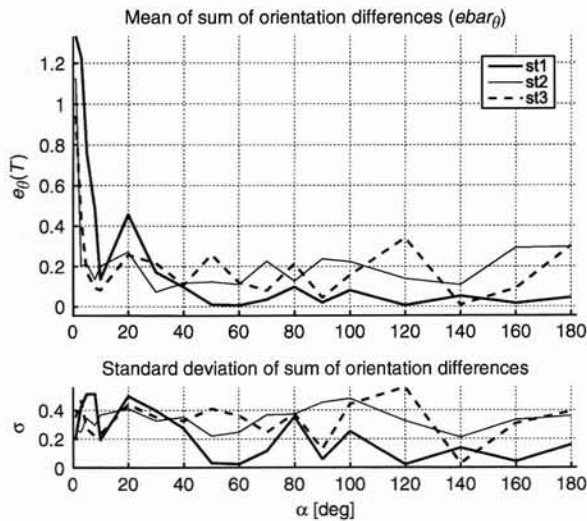 Mean of sum of orientation differences (ebar_θ)
1.2
1
0.8
0.6
0.4
0.2
0
e_θ(T)
st1
st2
st3
0 20 40 60 80 100 120 140 160 180
Standard deviation of sum of orientation differences
0.4
0.2
0
σ
0 20 40 60 80 100 120 140 160 180
α [deg]